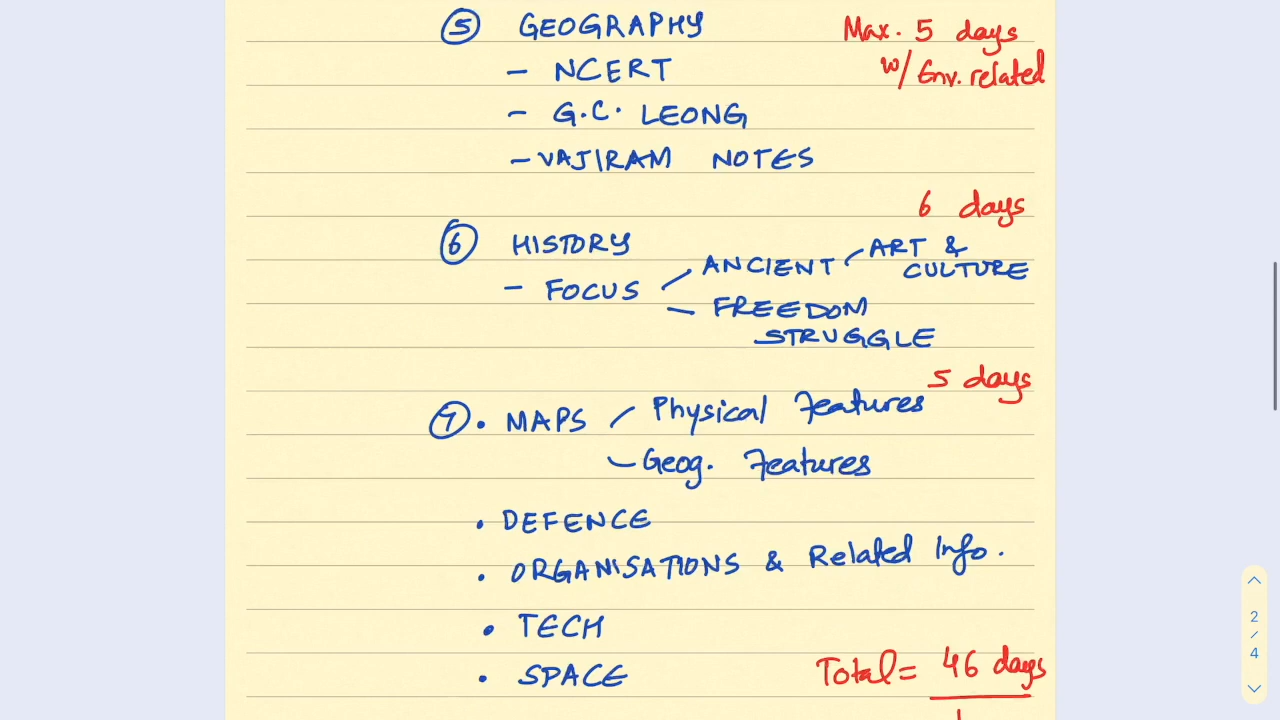 ⑤ GEOGRAPHY Max. 5 days
- NCERT w/ Env. related
- G.C. LEONG
- VAJIRAM NOTES
6 days
⑥ HISTORY
- FOCUS - ANCIENT - ART & CULTURE
- FREEDOM STRUGGLE
5 days
⑦ • MAPS - Physical Features
- Geog. Features
• DEFENCE
• ORGANISATIONS & Related Info.
• TECH
• SPACE Total = 46 days
2
/
4